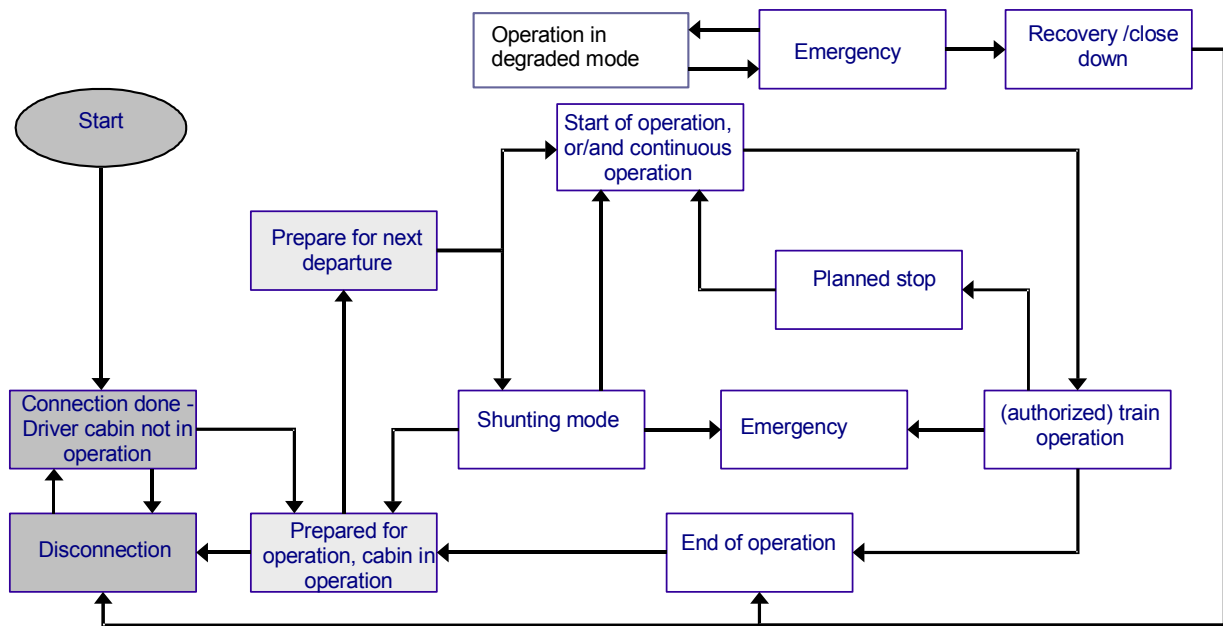 Operation in
degraded mode
Emergency
Recovery /close
down
Start
Start of operation,
or/and continuous
operation
Prepare for next
departure
Planned stop
Connection done -
Driver cabin not in
operation
Shunting mode
Emergency
(authorized) train
operation
Disconnection
Prepared for
operation, cabin in
operation
End of operation